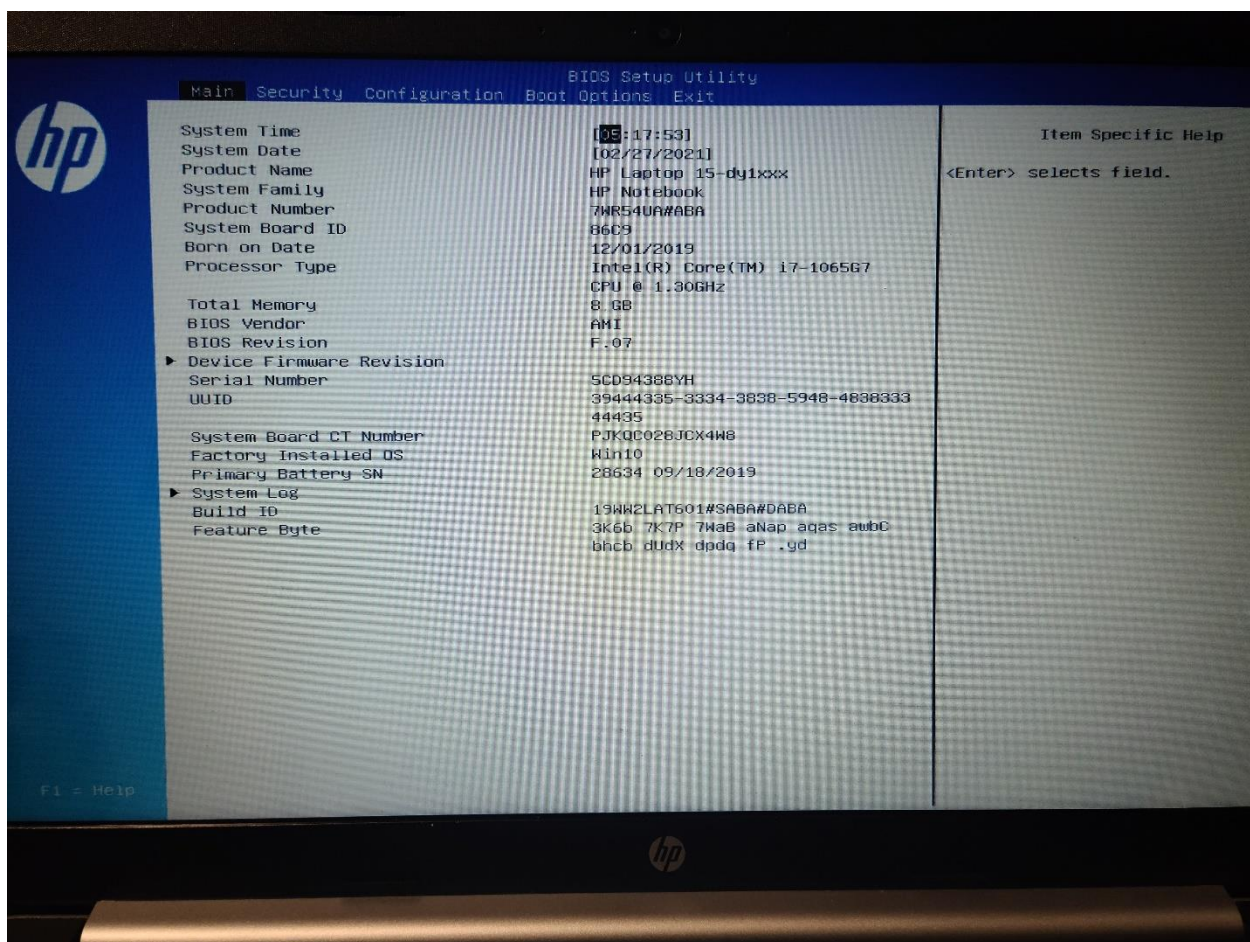 BIOS Setup Utility
Main Security Configuration Boot Options Exit
hp
System Time [05:17:53]
System Date [02/27/2021]
Product Name HP Laptop 15-dy1xxx
System Family HP Notebook
Product Number 7WR54UA#ABA
System Board ID 86C9
Born on Date 12/01/2019
Processor Type Intel(R) Core(TM) i7-1065G7
CPU @ 1.30GHz
Total Memory 8 GB
BIOS Vendor AMI
BIOS Revision F.07
Device Firmware Revision
Serial Number 5CD94388YH
UUID 39444335-3334-3838-5948-4838333
44435
System Board CT Number PJKQC028JCX4W8
Factory Installed OS Win10
Primary Battery SN 28634 09/18/2019
System Log
Build ID 19WW2LAT601#SABA#DABA
Feature Byte 3K6b 7K7P 7WaB aNap aqas awbC
bhcb dUdX dpdq fP .yd
Item Specific Help
<Enter> selects field.
F1 = Help
hp